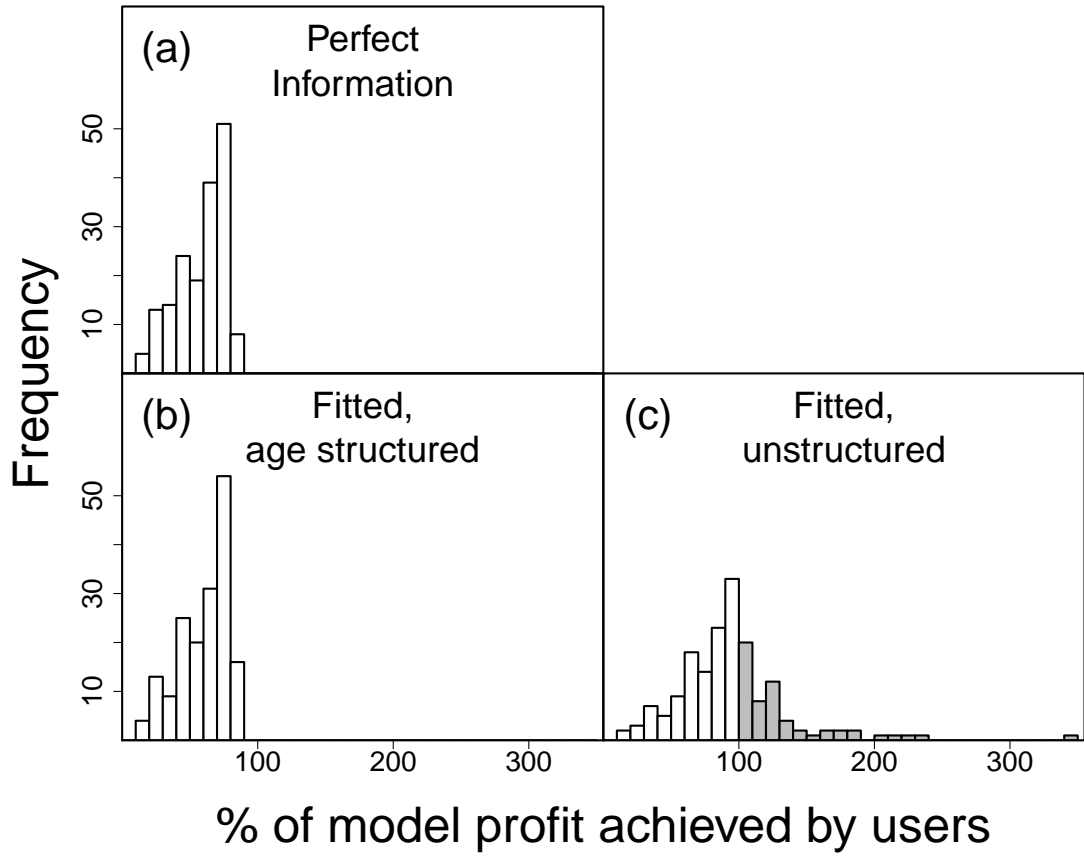 (a)
Perfect
Information
50
30
10
Frequency
(b)
Fitted,
age structured
50
30
10
100
200
300
(c)
Fitted,
unstructured
100
200
300
% of model profit achieved by users